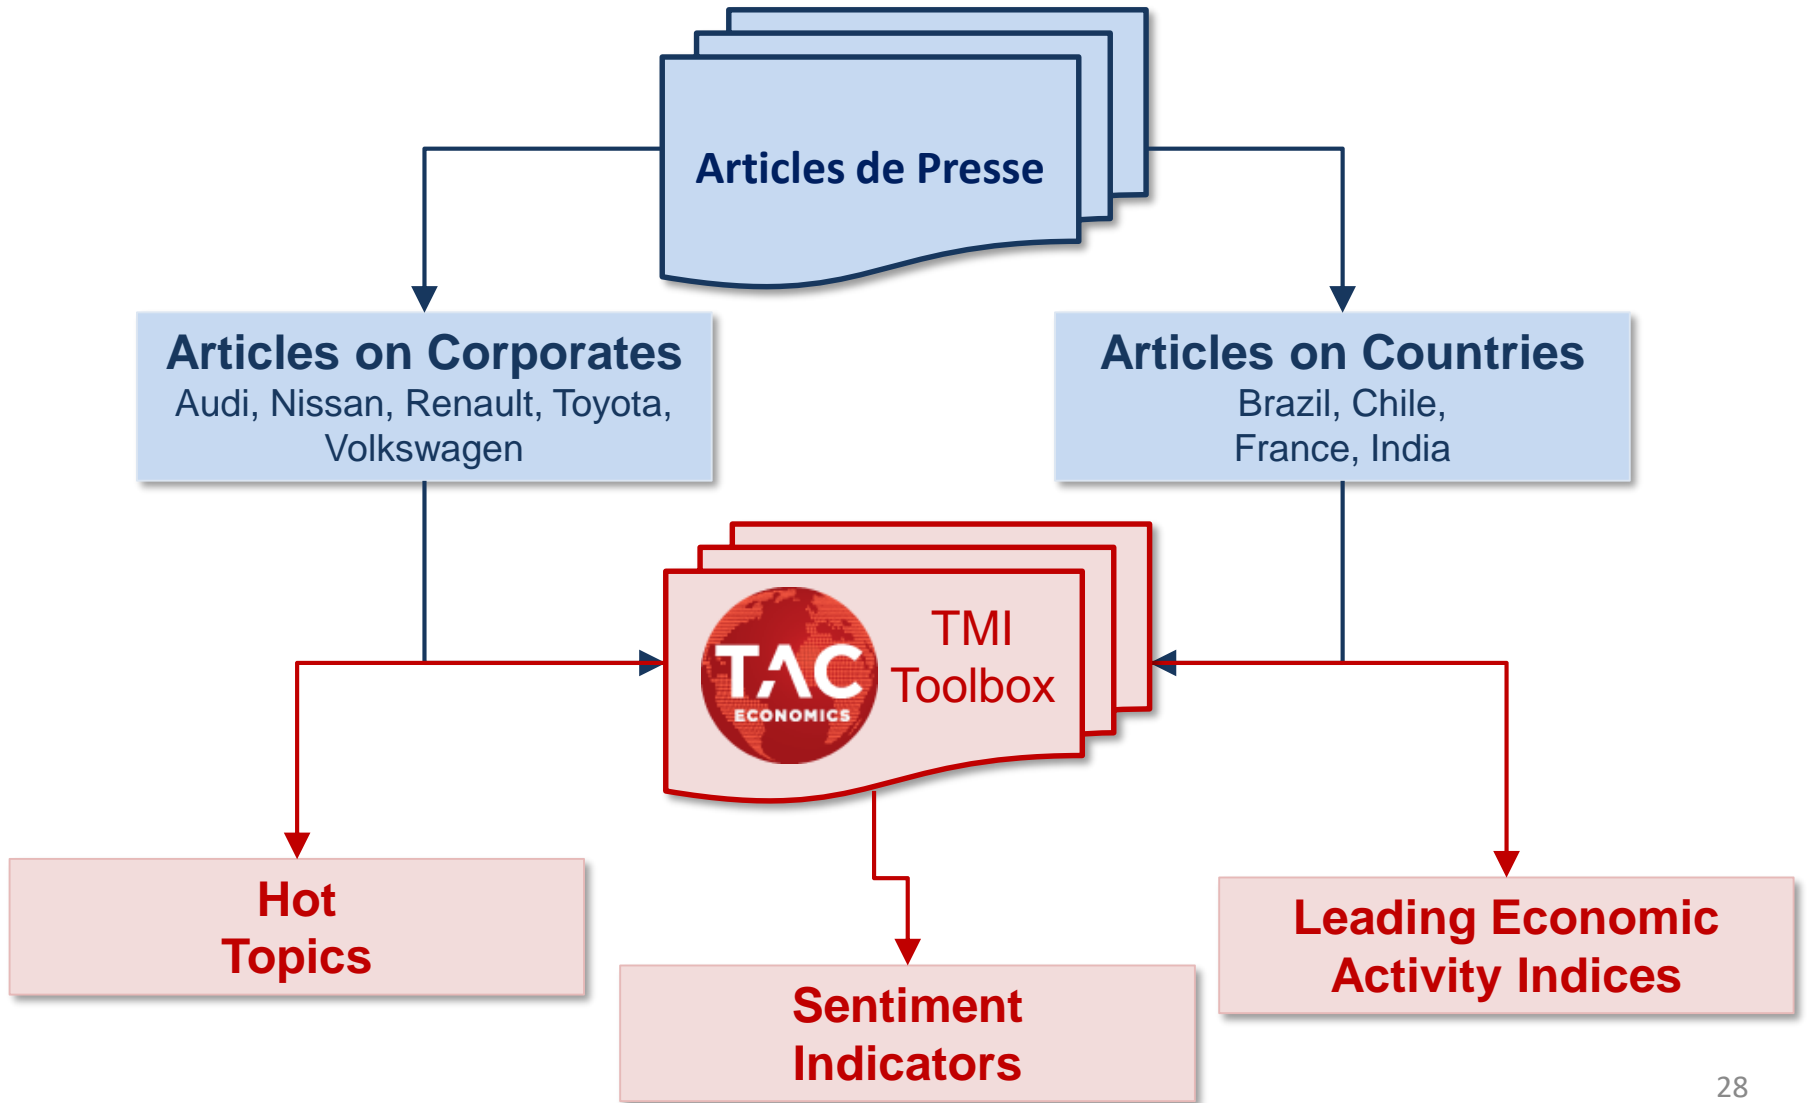 Articles de Presse
Articles on Corporates
Audi, Nissan, Renault, Toyota,
Volkswagen
Articles on Countries
Brazil, Chile,
France, India
TAC
ECONOMICS
TMI
Toolbox
Hot
Topics
Sentiment
Indicators
Leading Economic
Activity Indices
28